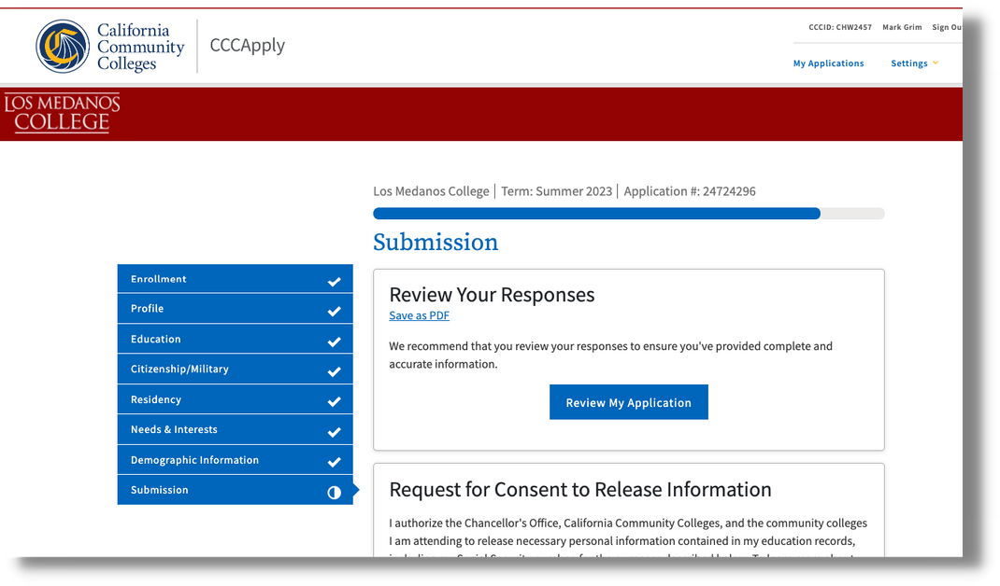 California
Community
Colleges
CCCApply
CCCID: CHW2457 Mark Grim Sign Ou
My Applications Settings
LOS MEDANOS
COLLEGE
Los Medanos College | Term: Summer 2023 | Application #: 24724296
Submission
Enrollment
Profile
Education
Citizenship/Military
Residency
Needs & Interests
Demographic Information
Submission
Review Your Responses
Save as PDF
We recommend that you review your responses to ensure you've provided complete and
accurate information.
Review My Application
Request for Consent to Release Information
I authorize the Chancellor's Office, California Community Colleges, and the community colleges
I am attending to release necessary personal information contained in my education records,